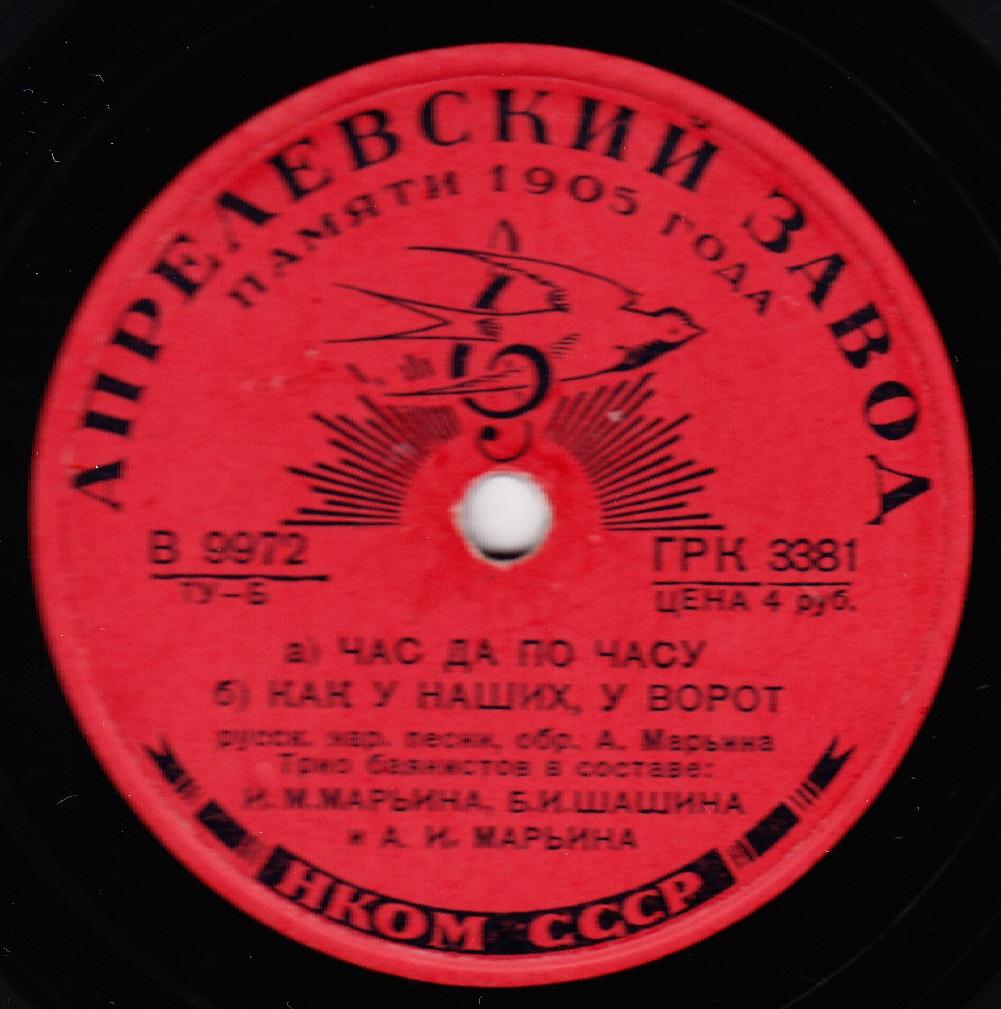 АПРЕЛЕВСКИЙ ЗАВОД
ПАМЯТИ 1905 ГОДА
В 9972
ТУ-Б
ГРК 3381
ЦЕНА 4 руб.
а) ЧАС ДА ПО ЧАСУ
б) КАК У НАШИХ, У ВОРОТ
русск. нар. песни, обр. А. Марьина
Трио баянистов в составе:
И. М. МАРЬИНА, Б. И. ШАШИНА
и А. И. МАРЬИНА
НКОМ СССР